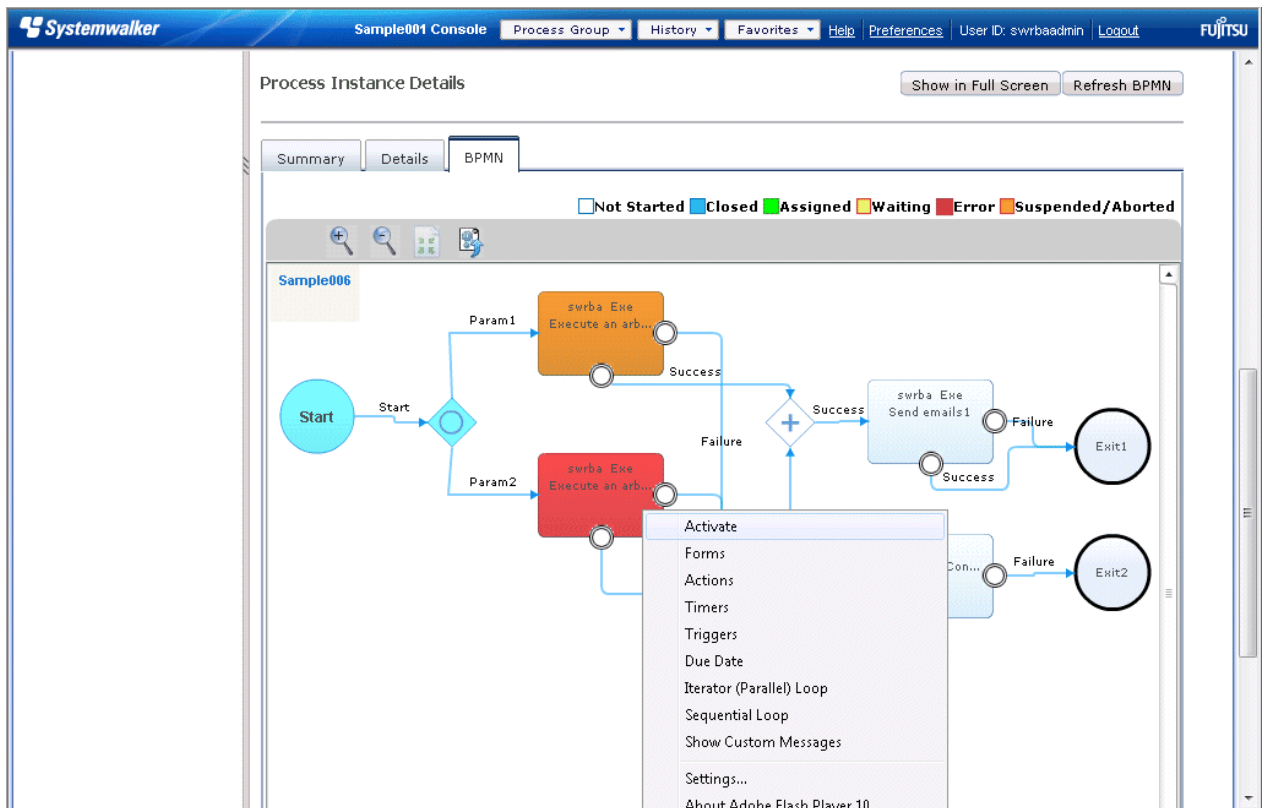 Systemwalker
Sample001 Console Process Group History Favorites Help Preferences User ID: swrbaadmin Logout FUJITSU
Process Instance Details
Show in Full Screen Refresh BPMN
Summary Details BPMN
Not Started Closed Assigned Waiting Error Suspended/Aborted
Sample006
swrba Exe
Execute an arb...
Param1
Success
Start
Start
Failure
Success
swrba Exe
Send emails1
Failure
Success
Exit1
swrba Exe
Execute an arb...
Param2
Con...
Failure
Exit2
Activate
Forms
Actions
Timers
Triggers
Due Date
Iterator (Parallel) Loop
Sequential Loop
Show Custom Messages
Settings...
About Adobe Flash Player 10